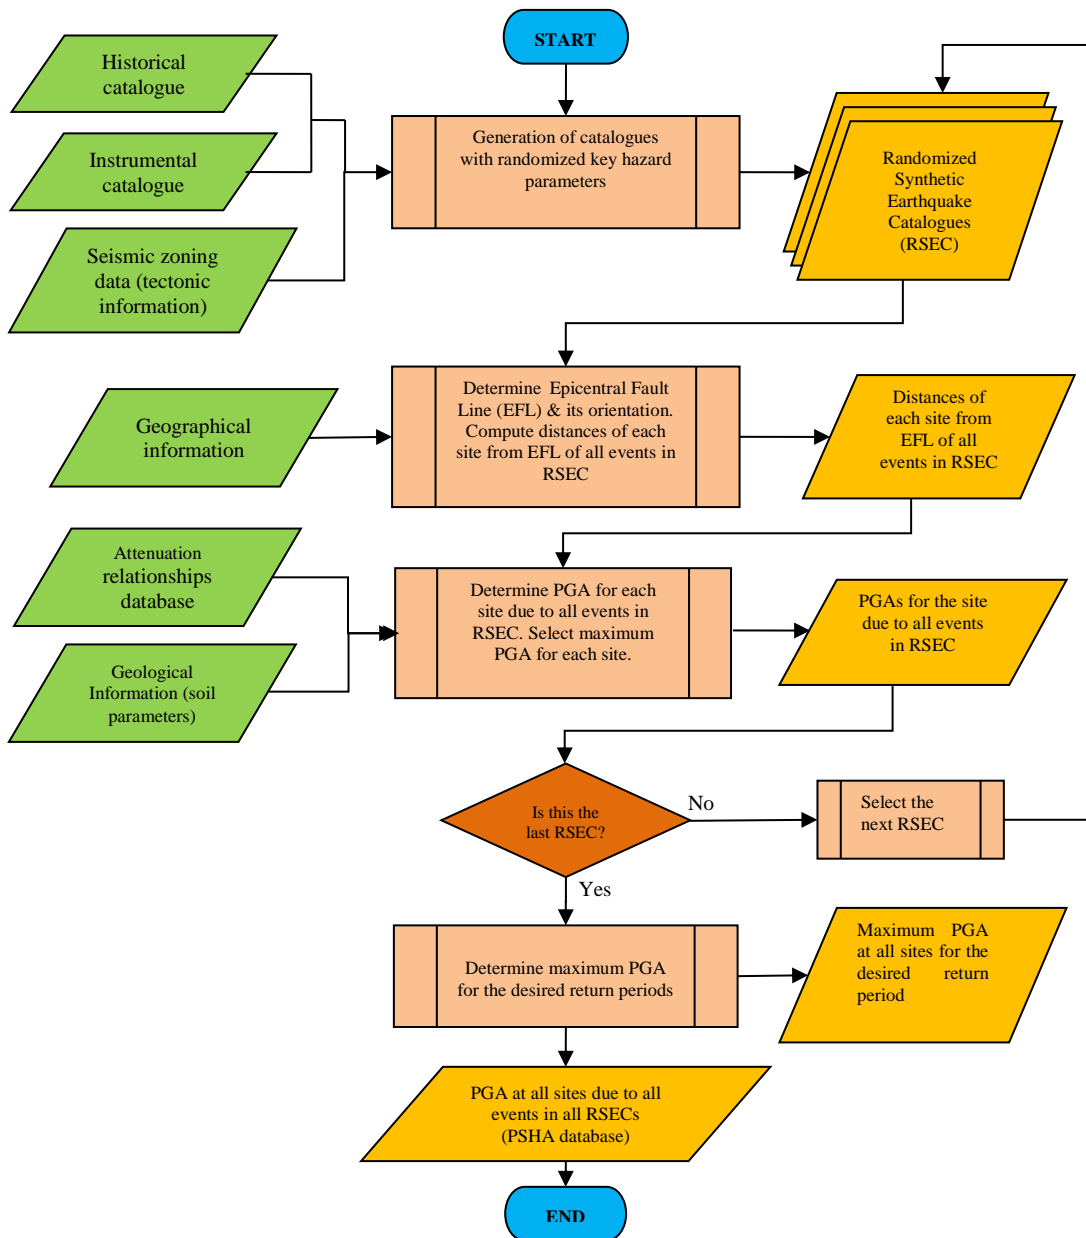 START
Historical
catalogue
Instrumental
catalogue
Seismic zoning
data (tectonic
information)
Generation of catalogues
with randomized key hazard
parameters
Randomized
Synthetic
Earthquake
Catalogues
(RSEC)
Geographical
information
Determine Epicentral Fault
Line (EFL) & its orientation.
Compute distances of each
site from EFL of all events in
RSEC
Distances of
each site from
EFL of all
events in RSEC
Attenuation
relationships
database
Geological
Information (soil
parameters)
Determine PGA for each
site due to all events in
RSEC. Select maximum
PGA for each site.
PGAs for the site
due to all events
in RSEC
Is this the
last RSEC?
No
Select the
next RSEC
Yes
Determine maximum PGA
for the desired return periods
Maximum PGA
at all sites for the
desired return
period
PGA at all sites due to all
events in all RSECs
(PSHA database)
END